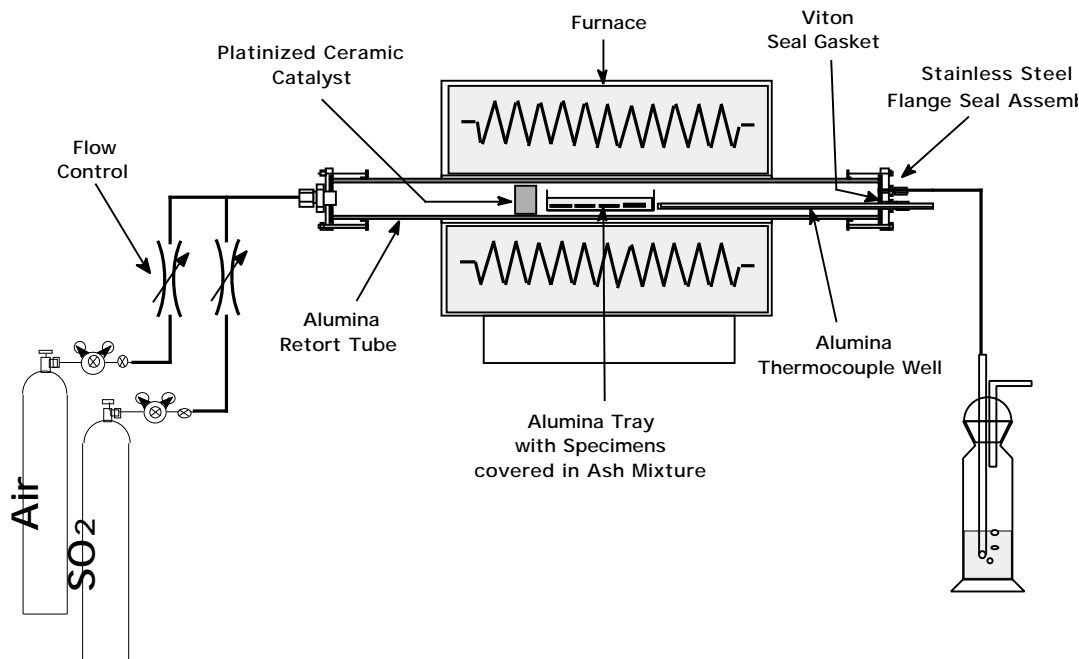 Furnace
Viton
Seal Gasket
Platinized Ceramic
Catalyst
Stainless Steel
Flange Seal Assemb
Flow
Control
Alumina
Retort Tube
Alumina
Thermocouple Well
Alumina Tray
with Specimens
covered in Ash Mixture
Air
SO2